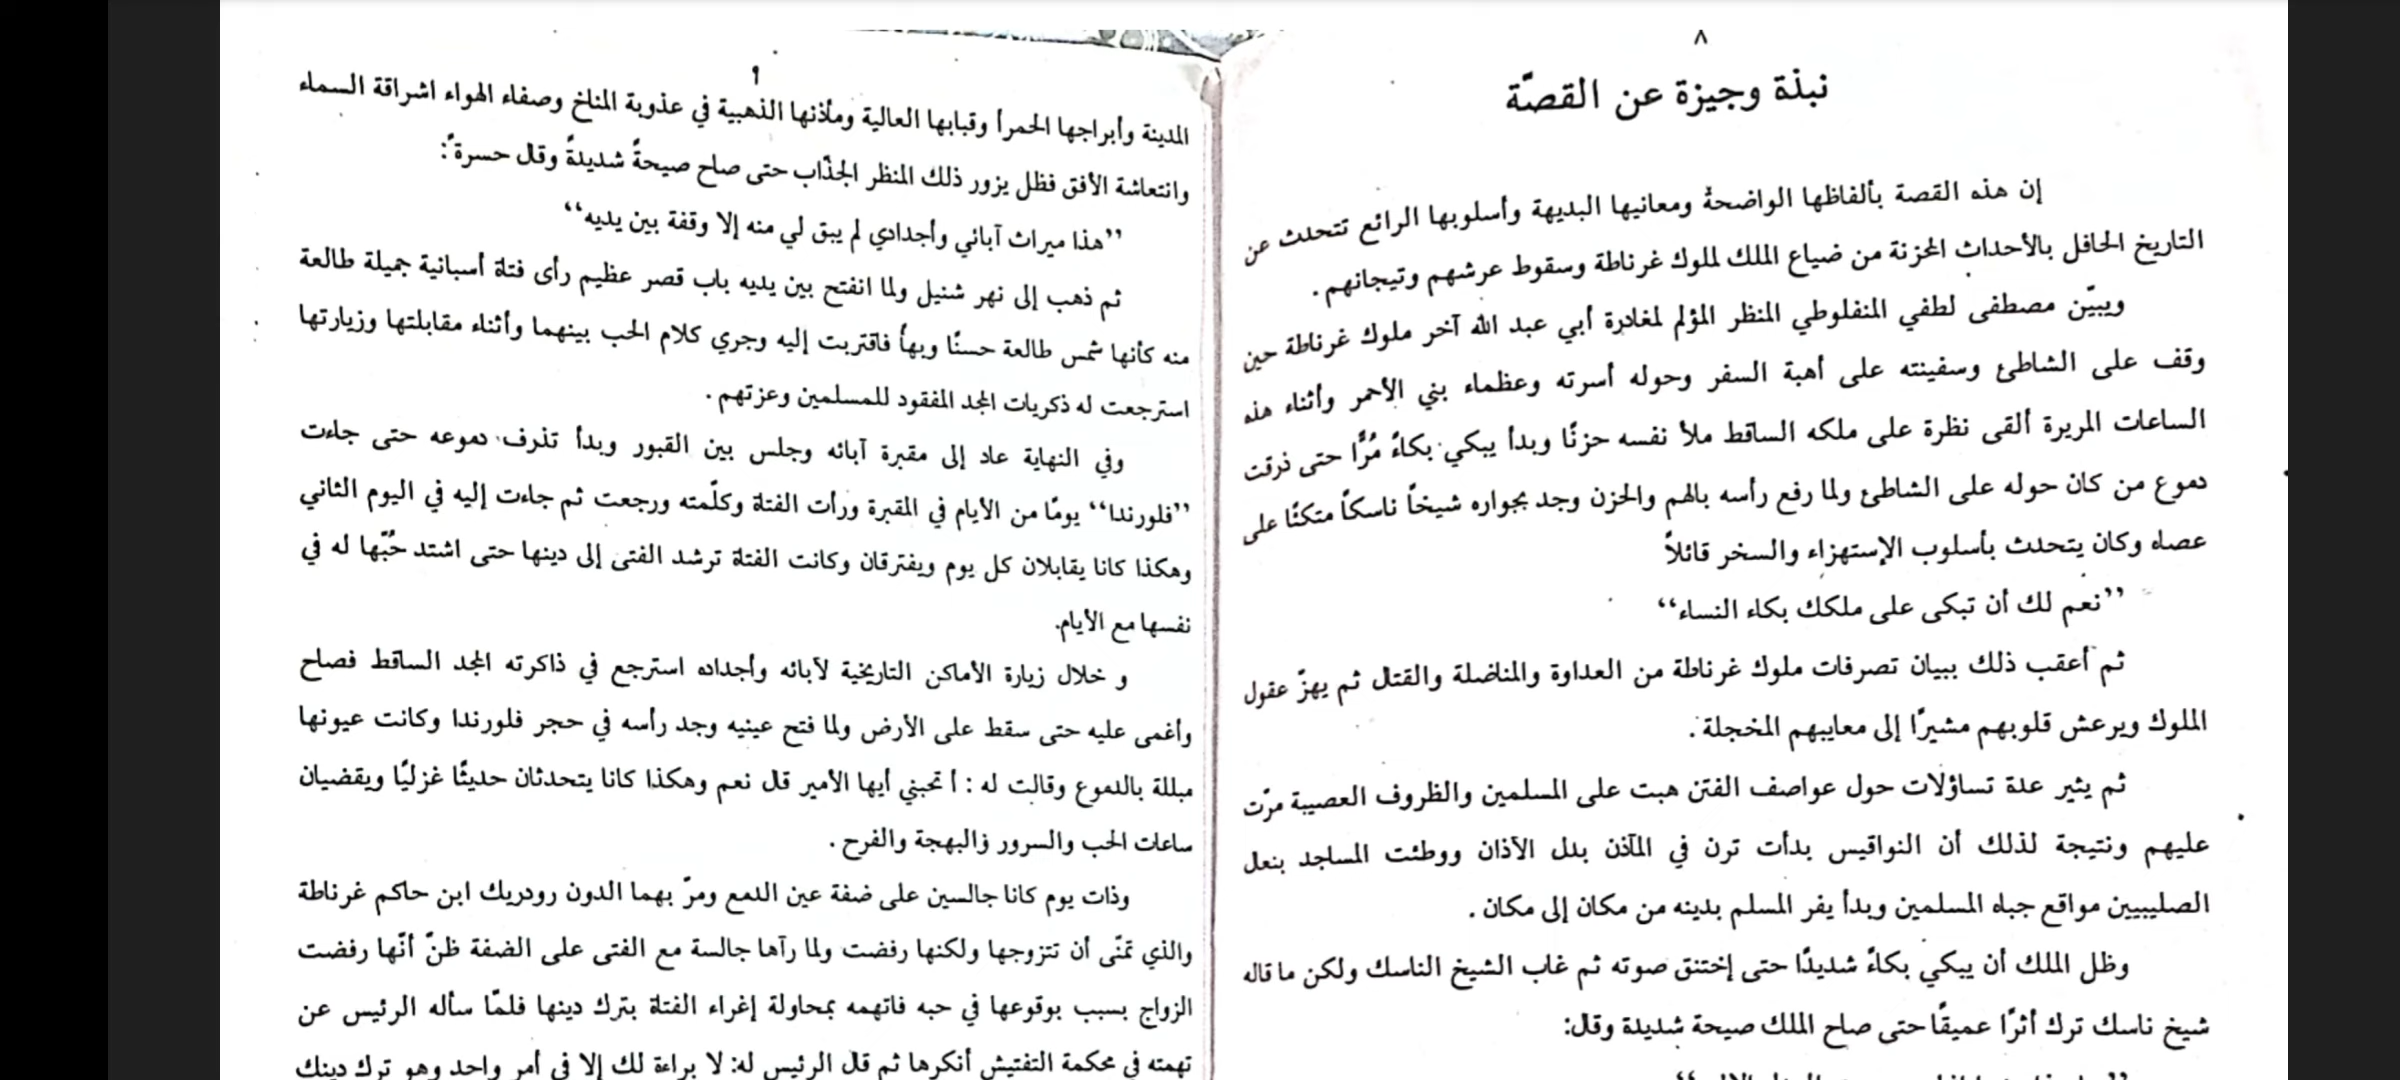 ٨
نبذة وجيزة عن القصّة
إن هذه القصة بألفاظها الواضحةُ ومعانيها البديهة وأسلوبها الرائع تتحدث عن
التاريخ الحافل بالأحداث المحزنة من ضياع الملك لملوك غرناطة وسقوط عرشهم وتيجانهم.
ويبيّن مصطفى لطفي المنفلوطي المنظر المؤلم لمغادرة أبي عبد الله آخر ملوك غرناطة حين
وقف على الشاطئ وسفينته على أهبة السفر وحوله أسرته وعظماء بني الأحمر وأثناء هذه
الساعات المريرة ألقى نظرة على ملكه الساقط ملأ نفسه حزنًا وبدأ يبكي بكاءً مُرًّا حتى ذرقت
دموع من كان حوله على الشاطئ ولما رفع رأسه بالهم والحزن وجد بجواره شيخاً ناسكاً متكئًا على
عصاه وكان يتحدث بأسلوب الإستهزاء والسخر قائلاً
”نعم لك أن تبكى على ملكك بكاء النساء“
ثم أعقب ذلك ببيان تصرفات ملوك غرناطة من العداوة والمناضلة والقتال ثم يهزّ عقول
الملوك ويرعش قلوبهم مشيرًا إلى معايبهم المخجلة.
ثم يثير عدة تساؤلات حول عواصف الفتن هبت على المسلمين والظروف العصيبة مرّت
عليهم ونتيجة لذلك أن النواقيس بدأت ترن في المآذن بدل الآذان ووطئت المساجد بنعل
الصليبيين مواقع جباه المسلمين وبدأ يفر المسلم بدينه من مكان إلى مكان.
وظل الملك أن يبكي بكاءً شديدًا حتى إختنق صوته ثم غاب الشيخ الناسك ولكن ما قاله
شيخ ناسك ترك أثرًا عميقًا حتى صاح الملك صيحة شديدة وقال:
٩
المدينة وأبراجها الحمرأ وقبابها العالية ومأذنها الذهبية في عذوبة المناخ وصفاء الهواء اشراقة السماء
وانتعاشة الأفق فظل يزور ذلك المنظر الجذّاب حتى صاح صيحةً شديدةً وقال حسرةً:
”هذا ميراث آبائي وأجدادي لم يبق لي منه إلا وقفة بين يديه“
ثم ذهب إلى نهر شنيل ولما انفتح بين يديه باب قصر عظيم رأى فتاة أسبانية جميلة طالعة
منه كأنها شمس طالعة حسنًا وبهأً فاقتربت إليه وجري كلام الحب بينهما وأثناء مقابلتها وزيارتها
استرجعت له ذكريات المجد المفقود للمسلمين وعزتهم.
وفي النهاية عاد إلى مقبرة آبائه وجلس بين القبور وبدأ تذرف دموعه حتى جاءت
”فلورندا“ يومًا من الأيام في المقبرة ورأت الفتاة وكلّمته ورجعت ثم جاءت إليه في اليوم الثاني
وهكذا كانا يقابلان كل يوم ويفترقان وكانت الفتاة ترشد الفتى إلى دينها حتى اشتد حُبّها له في
نفسها مع الأيام.
و خلال زيارة الأماكن التاريخية لآبائه وأجداده استرجع في ذاكرته المجد الساقط فصاح
وأغمى عليه حتى سقط على الأرض ولما فتح عينيه وجد رأسه في حجر فلورندا وكانت عيونها
مبللة بالدموع وقالت له : أ تحبني أيها الأمير قال نعم وهكذا كانا يتحدثان حديثًا غزليًا ويقضيان
ساعات الحب والسرور والبهجة والفرح.
وذات يوم كانا جالسين على ضفة عين الدمع ومرّ بهما الدون رودريك ابن حاكم غرناطة
والذي تمنّى أن تتزوجها ولكنها رفضت ولما رآها جالسة مع الفتى على الضفة ظنّ أنّها رفضت
الزواج بسبب بوقوعها في حبه فاتهمه بمحاولة إغراء الفتاة بترك دينها فلمّا سأله الرئيس عن
تهمته في محكمة التفتيش أنكرها ثم قال الرئيس له: لا براءة لك إلا في أمر واحد وهو ترك دينك